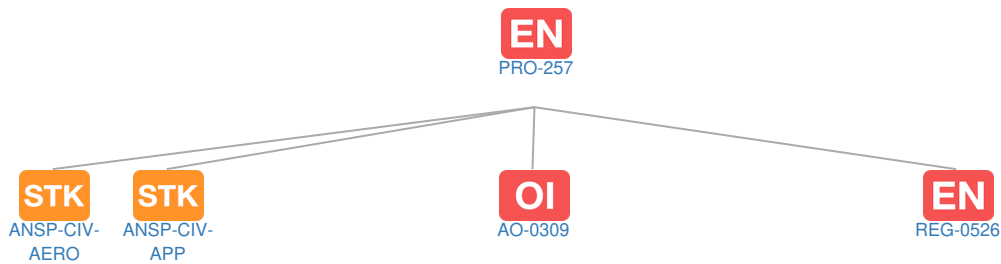 EN
PRO-257
STK
ANSP-CIV-
AERO
STK
ANSP-CIV-
APP
OI
AO-0309
EN
REG-0526